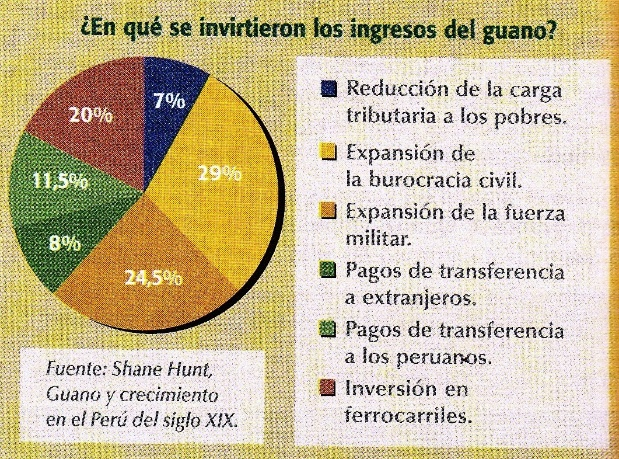 ¿En qué se invirtieron los ingresos del guano?
7%
29%
24,5%
8%
11,5%
20%
Reducción de la carga
tributaria a los pobres.
Expansión de
la burocracia civil.
Expansión de la fuerza
militar.
Pagos de transferencia
a extranjeros.
Pagos de transferencia
a los peruanos.
Inversión en
ferrocarriles.
Fuente: Shane Hunt,
Guano y crecimiento
en el Perú del siglo XIX.